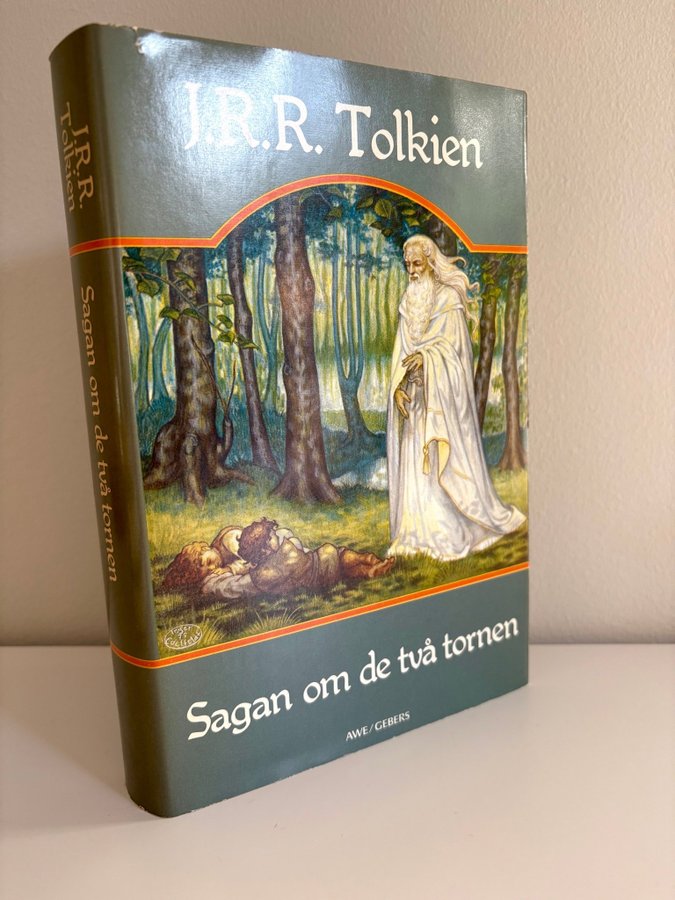 J.R.R.
Tolkien
Sagan om de två tornen
J.R.R. Tolkien
Sagan om de två tornen
AWE/GEBERS